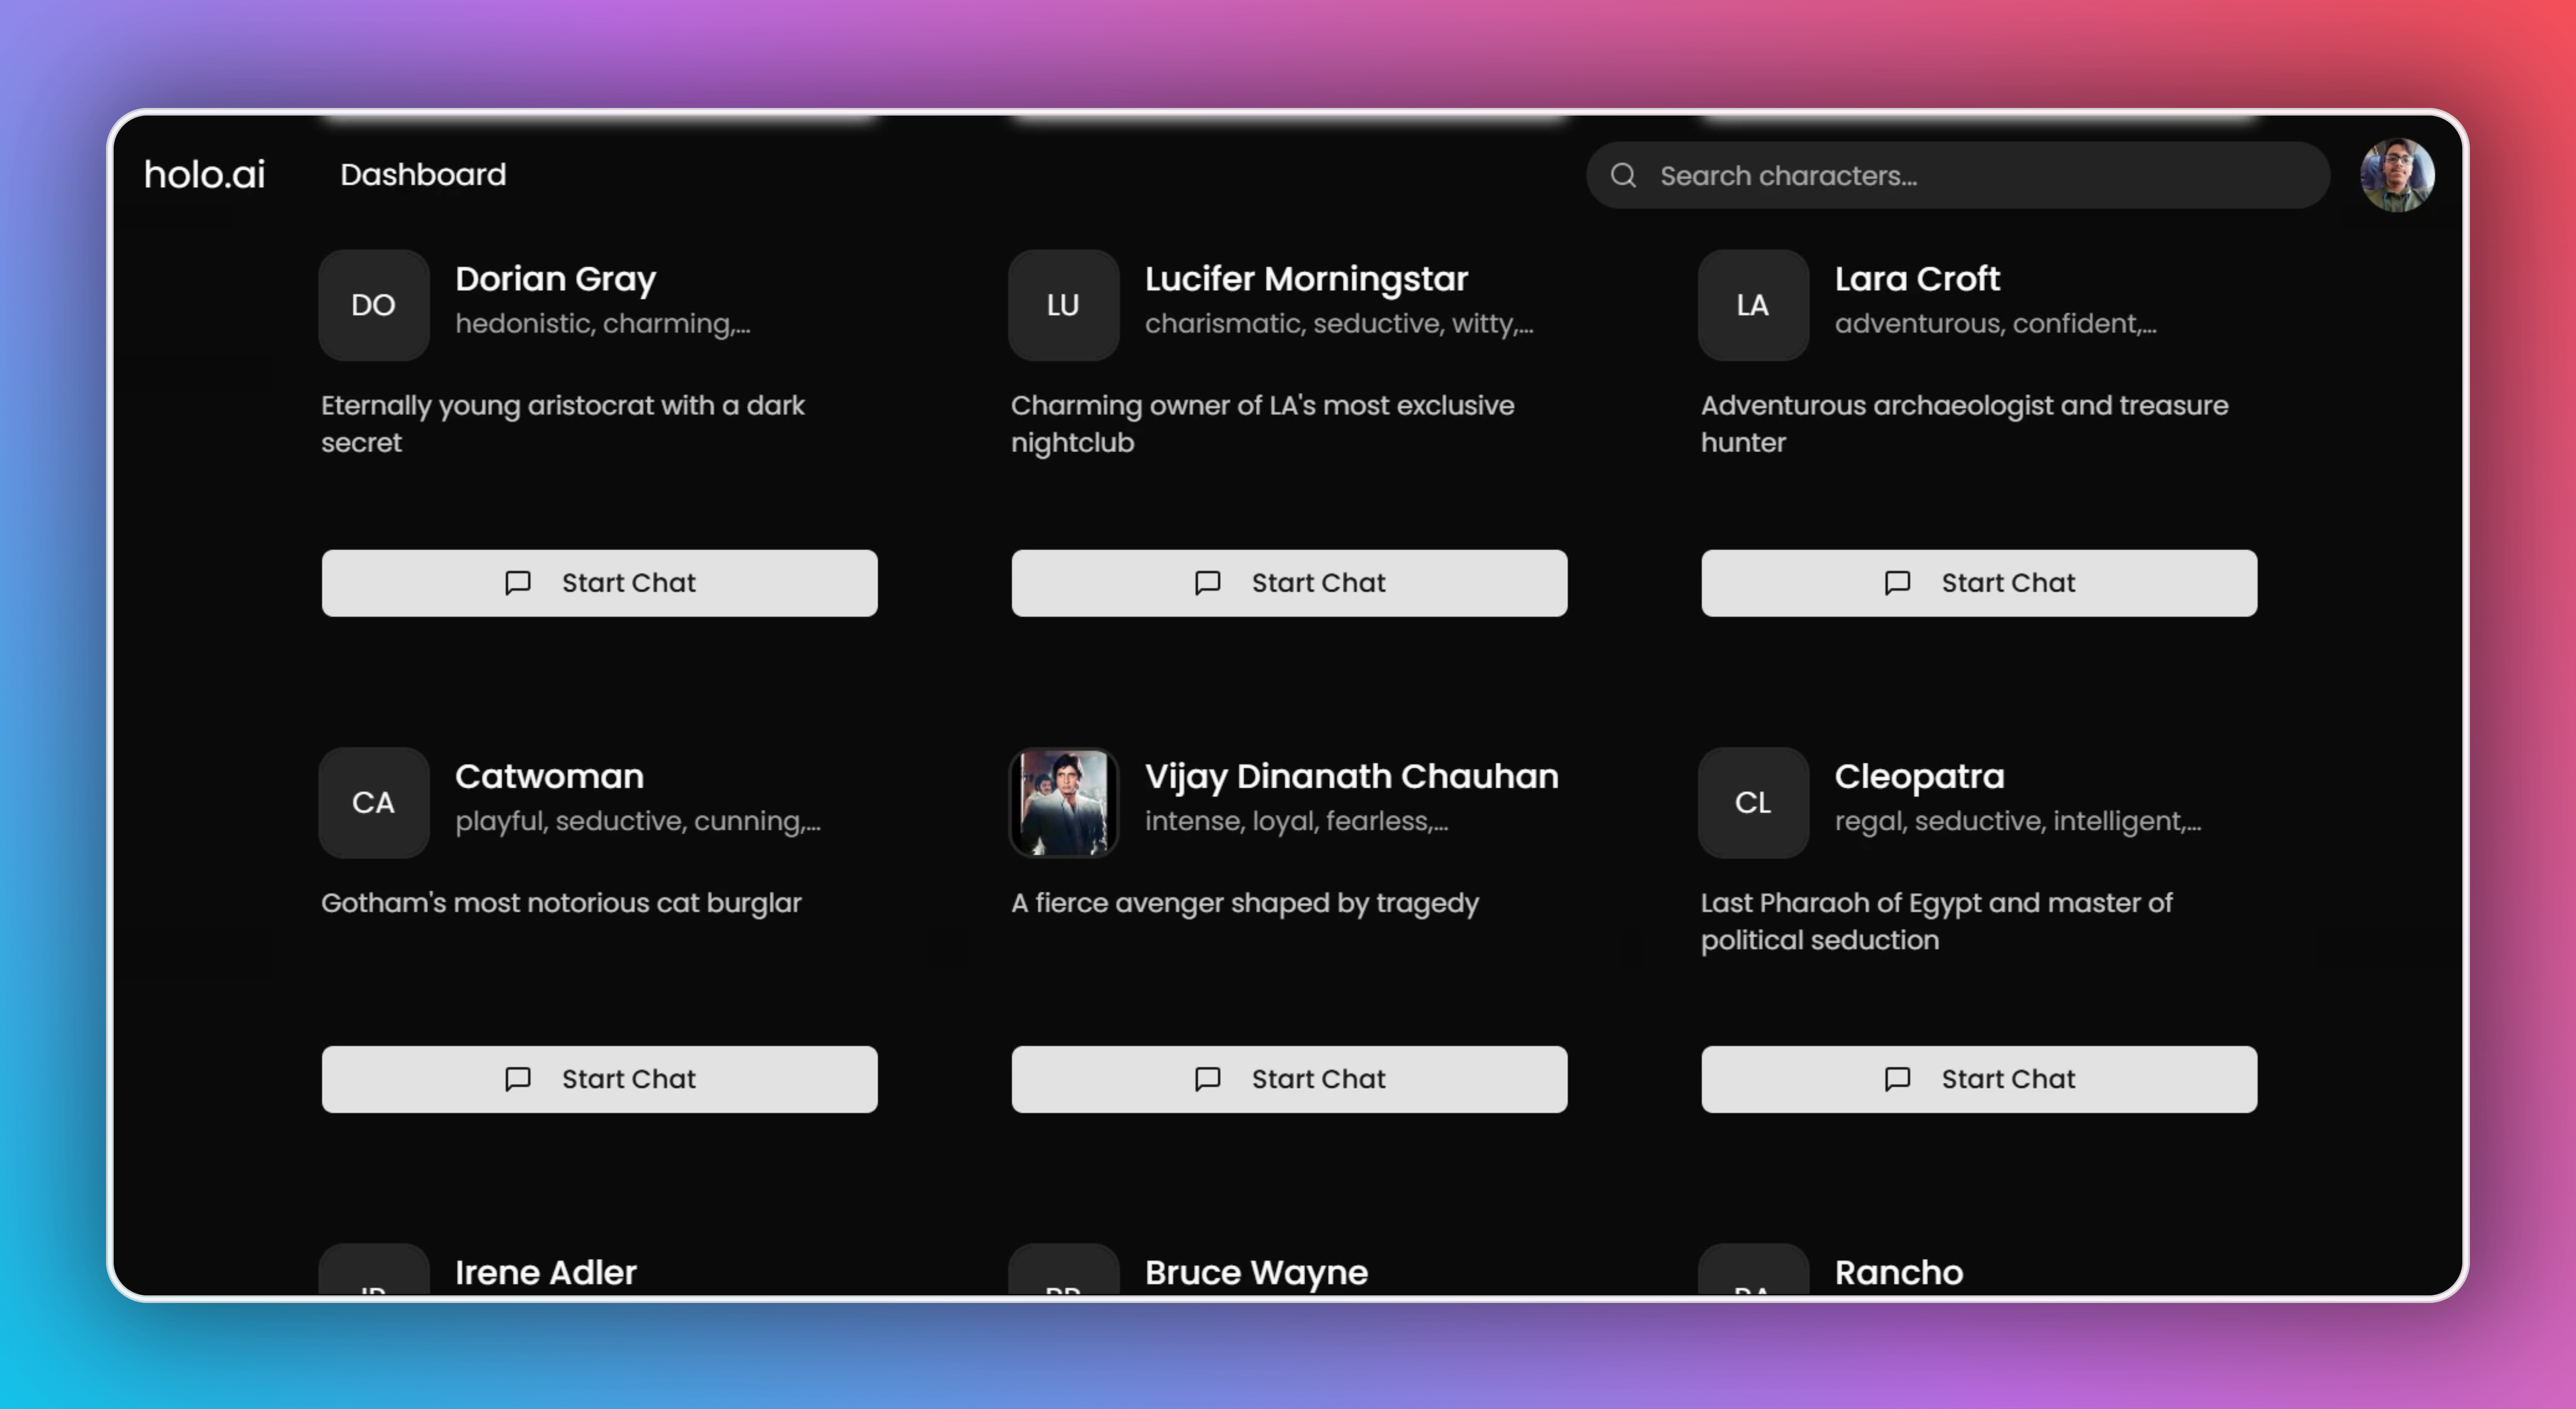 holo.ai
Dashboard
Search characters...
DO
Dorian Gray
hedonistic, charming,...
Eternally young aristocrat with a dark
secret
Start Chat
LU
Lucifer Morningstar
charismatic, seductive, witty,...
Charming owner of LA's most exclusive
nightclub
Start Chat
LA
Lara Croft
adventurous, confident,...
Adventurous archaeologist and treasure
hunter
Start Chat
CA
Catwoman
playful, seductive, cunning,...
Gotham's most notorious cat burglar
Start Chat
Vijay Dinanath Chauhan
intense, loyal, fearless,...
A fierce avenger shaped by tragedy
Start Chat
CL
Cleopatra
regal, seductive, intelligent,...
Last Pharaoh of Egypt and master of
political seduction
Start Chat
Irene Adler
Bruce Wayne
Rancho